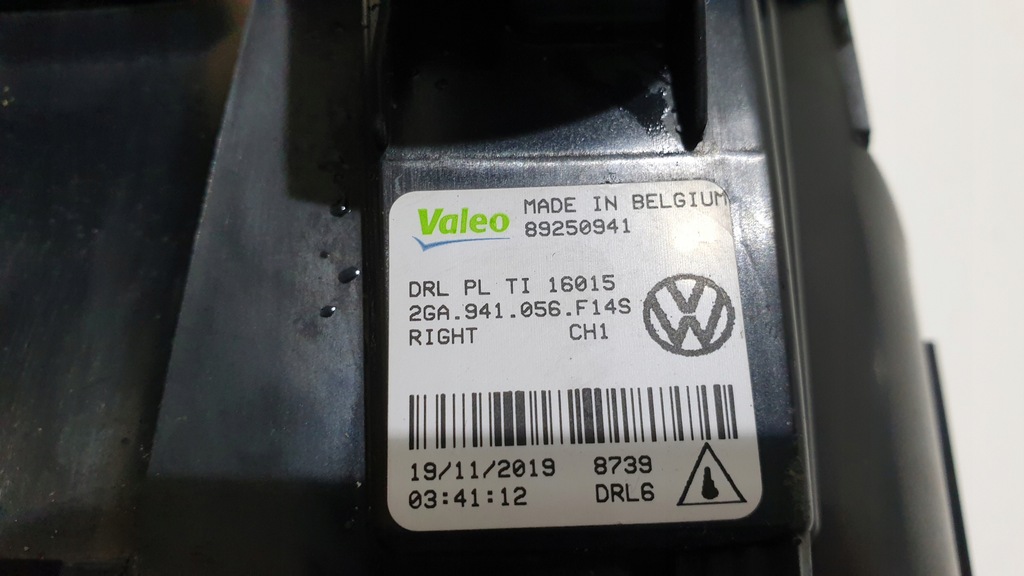 Valeo
MADE IN BELGIUM
89250941
DRL PL TI 16015
2GA.941.056.F14S
RIGHT CH1
19/11/2019 8739
03:41:12 DRL6